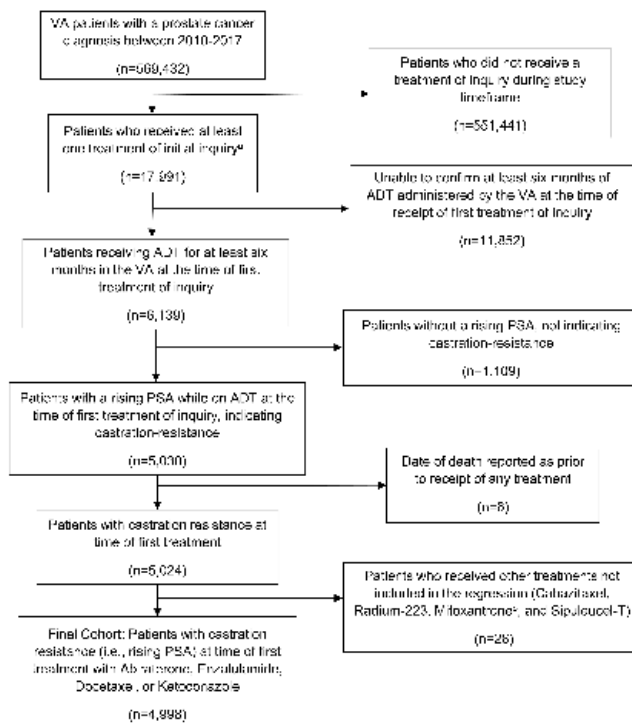 VA patients with a prostate cancer
diagnosis between 2010-2017
(n=569,432)
Patients who did not receive a
treatment of inquiry during study
timeframe
(n=551,441)
Patients who received at least
one treatment of initial inquiryª
(n=17,991)
Unable to confirm at least six months of
ADT administered by the VA at the time of
receipt of first treatment of inquiry
(n=11,852)
Patients receiving ADT for at least six
months in the VA at the time of first
treatment of inquiry
(n=6,139)
Patients without a rising PSA, not indicating
castration-resistance
(n=1,109)
Patients with a rising PSA while on ADT at the
time of first treatment of inquiry, indicating
castration-resistance
(n=5,030)
Date of death reported as prior
to receipt of any treatment
(n=6)
Patients with castration resistance at
time of first treatment
(n=5,024)
Patients who received other treatments not
included in the regression (Cabazitaxel,
Radium-223, Mitoxantrone, and Sipuleucel-T)
(n=26)
Final Cohort: Patients with castration
resistance (i.e., rising PSA) at time of first
treatment with Abiraterone, Enzalutamide,
Docetaxel, or Ketoconazole
(n=4,998)